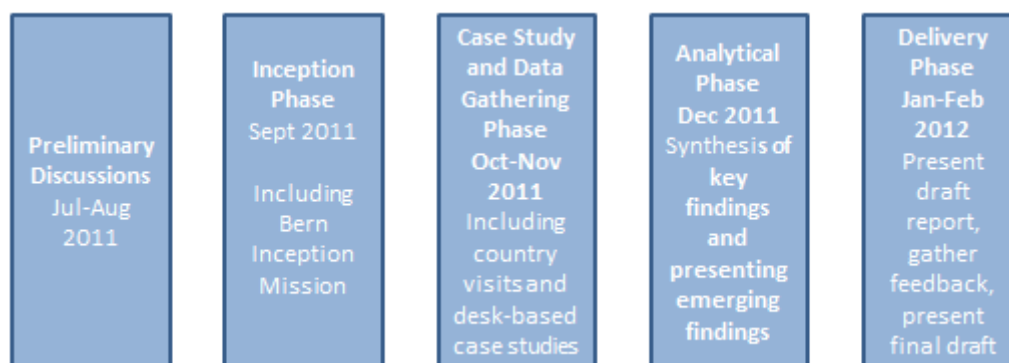 Preliminary
Discussions
Jul-Aug
2011
Inception
Phase
Sept 2011
Including
Bern
Inception
Mission
Case Study
and Data
Gathering
Phase
Oct-Nov
2011
Including
country
visits and
desk-based
case studies
Analytical
Phase
Dec 2011
Synthesis of
key
findings
and
presenting
emerging
findings
Delivery
Phase
Jan-Feb
2012
Present
draft
report,
gather
feedback,
present
final draft